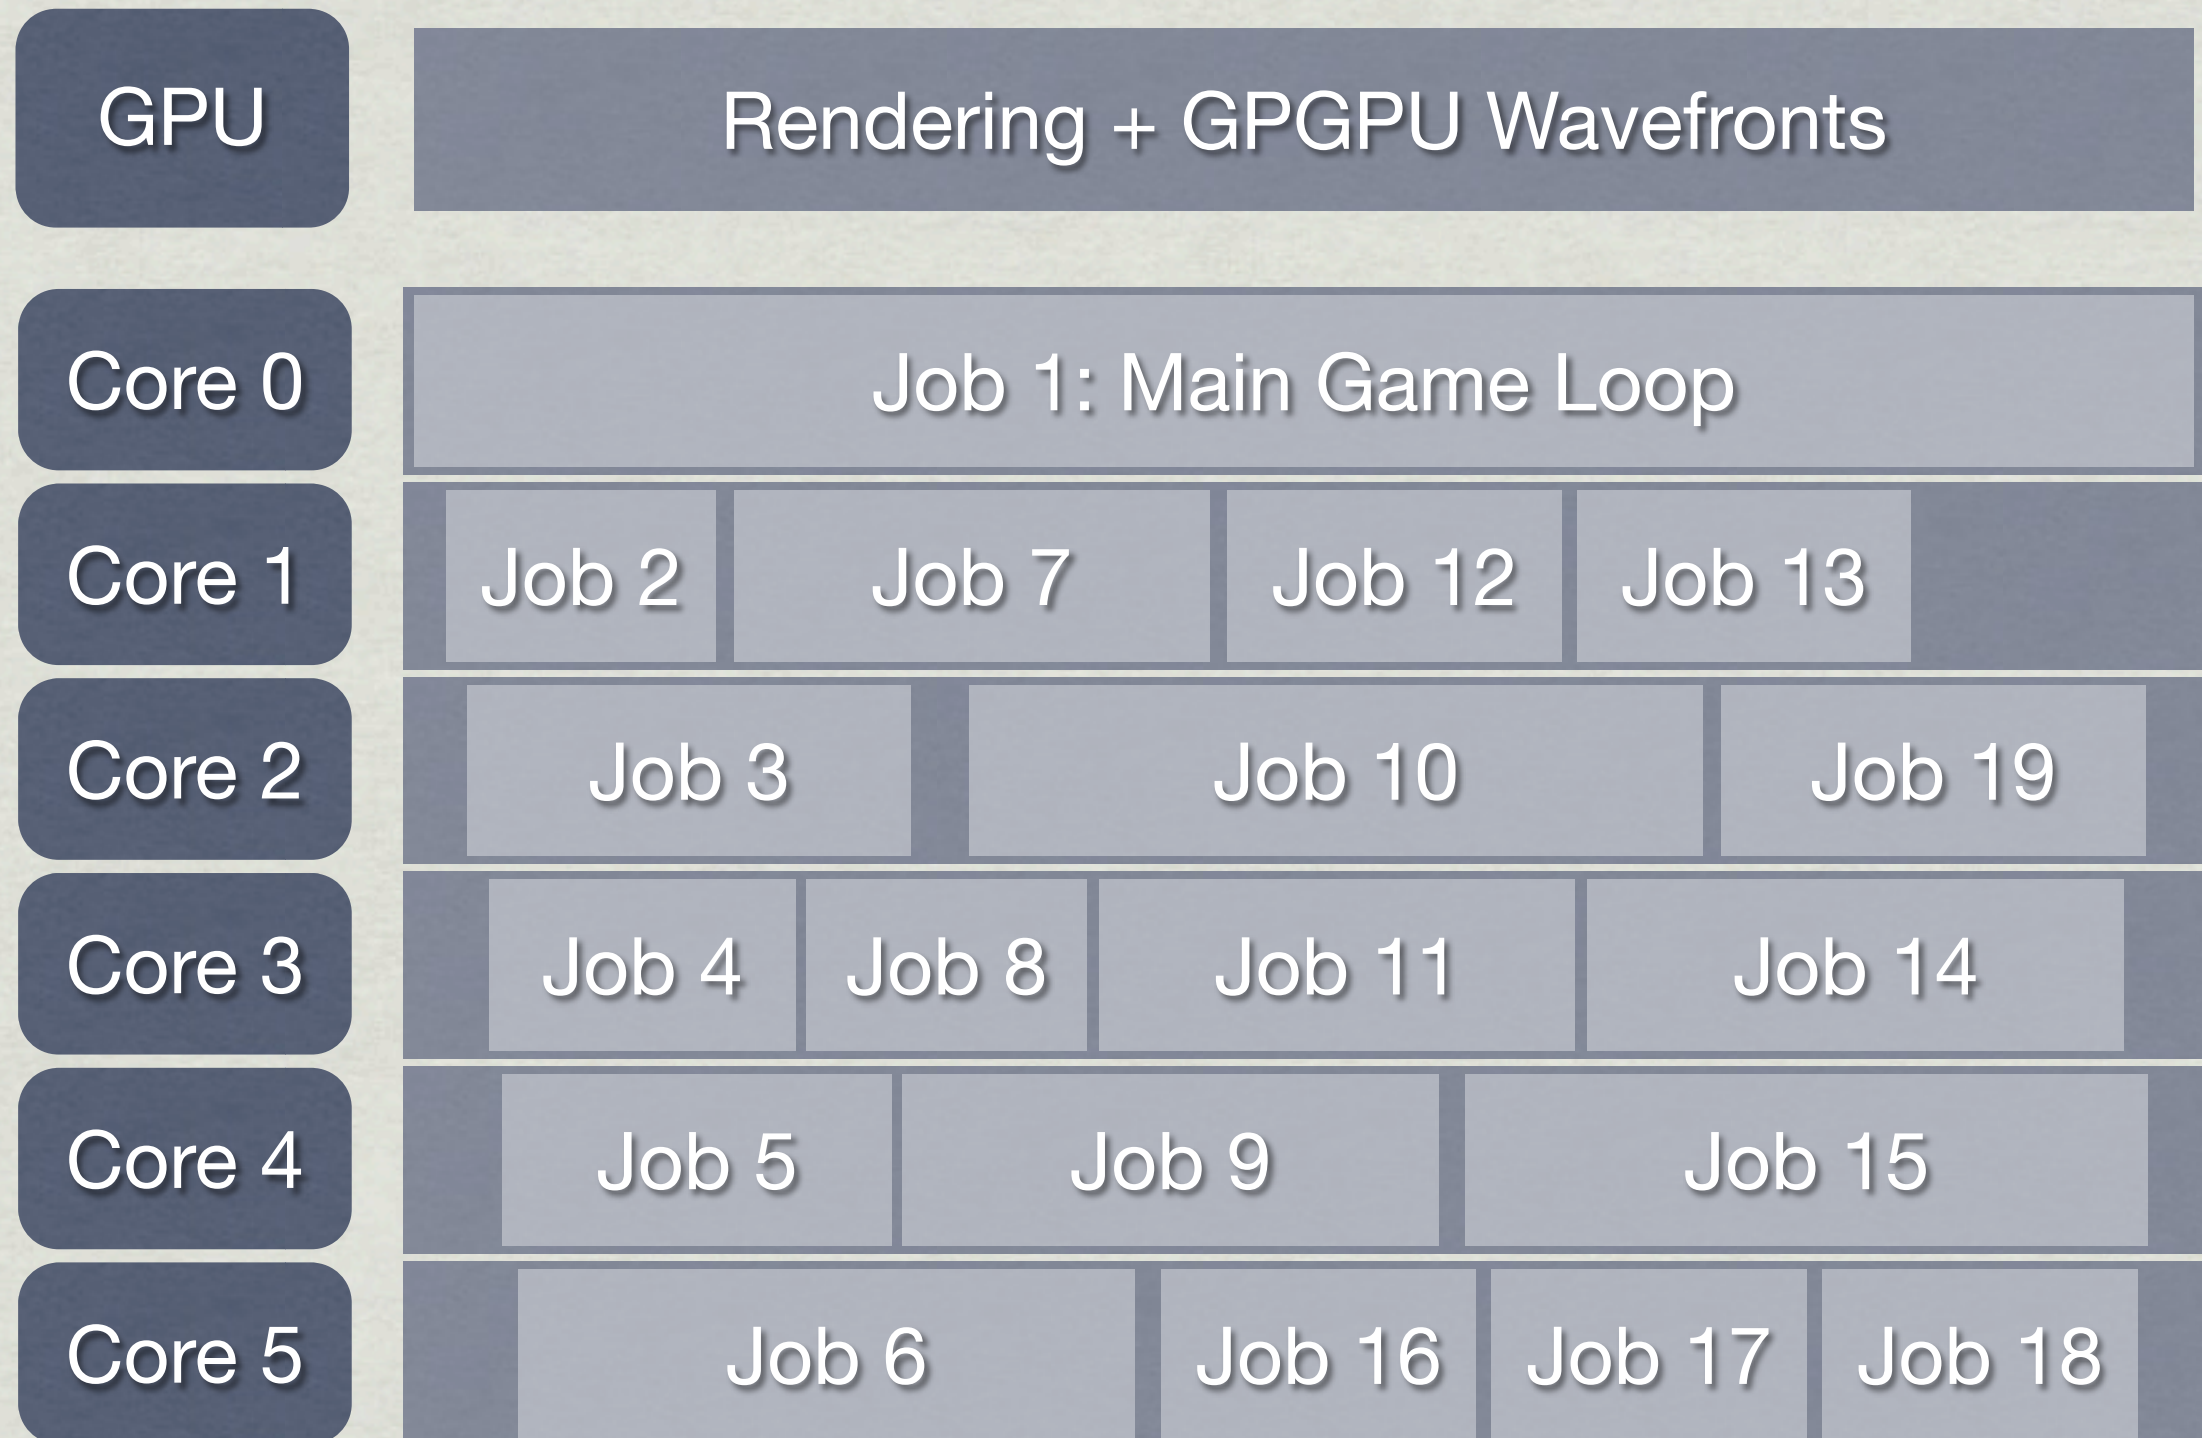 GPU
Rendering + GPGPU Wavefronts
Core 0
Job 1: Main Game Loop
Core 1
Job 2
Job 7
Job 12
Job 13
Core 2
Job 3
Job 10
Job 19
Core 3
Job 4
Job 8
Job 11
Job 14
Core 4
Job 5
Job 9
Job 15
Core 5
Job 6
Job 16
Job 17
Job 18